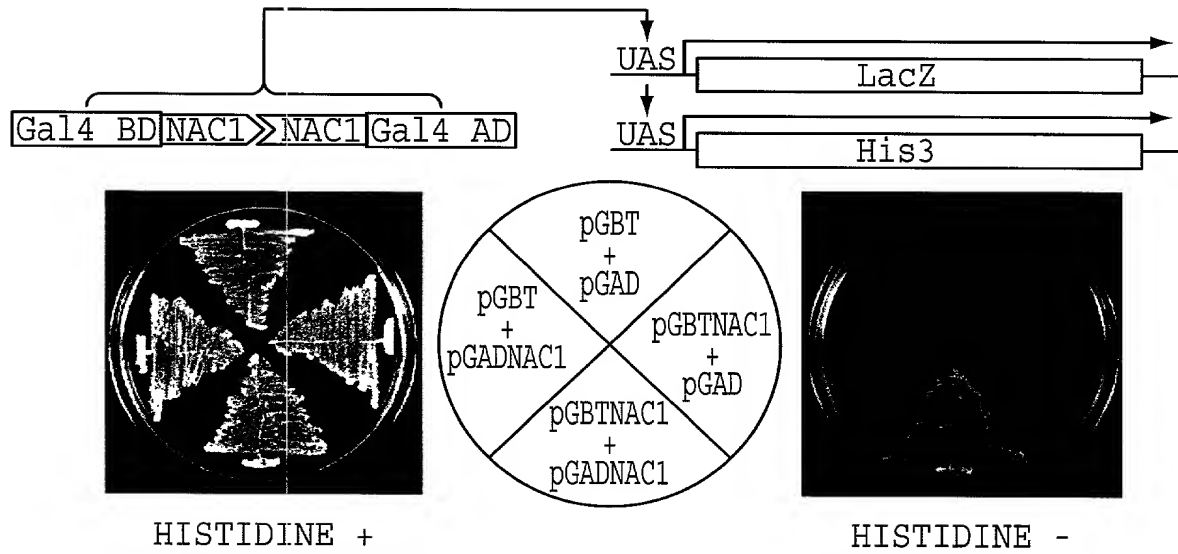 UAS
LacZ
Gal4 BD NAC1 NAC1 Gal4 AD
UAS
His3
pGBT
+
pGAD
pGBT
+
pGADNAC1
pGBTNAC1
+
pGAD
pGBTNAC1
+
pGADNAC1
HISTIDINE +
HISTIDINE -